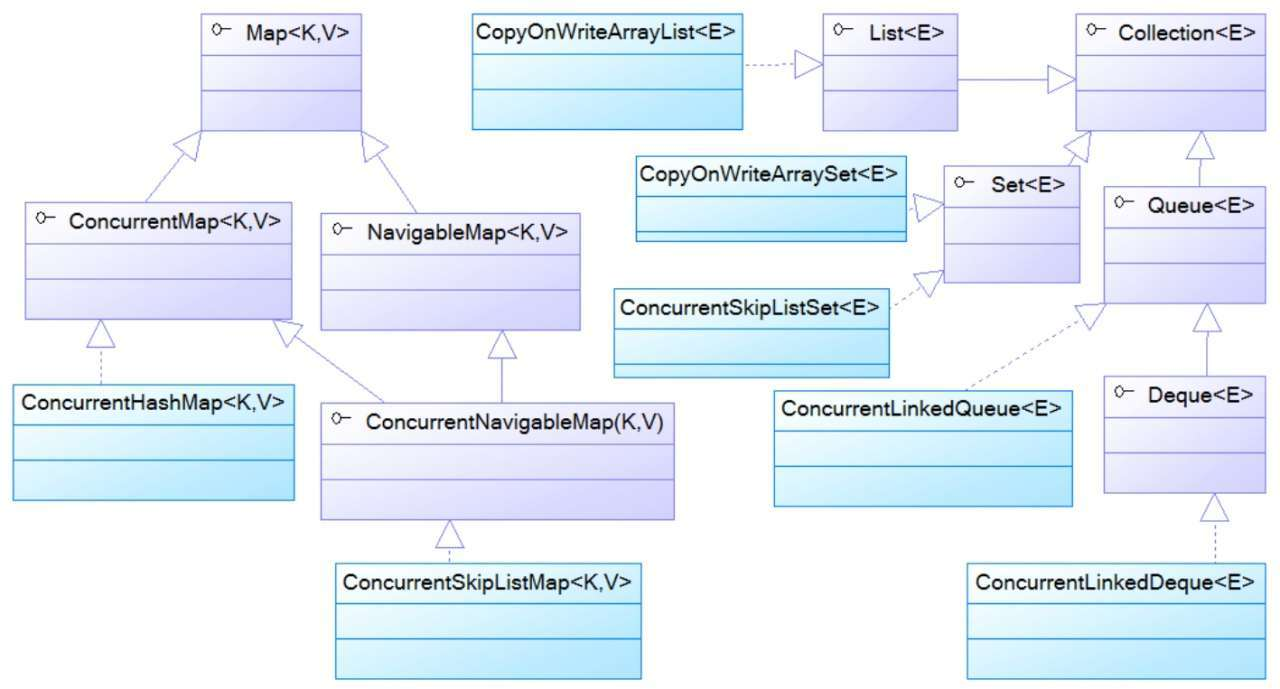 Map<K,V>
CopyOnWriteArrayList<E>
List<E>
Collection<E>
CopyOnWriteArraySet<E>
Set<E>
Queue<E>
ConcurrentMap<K,V>
NavigableMap<K,V>
ConcurrentSkipListSet<E>
ConcurrentHashMap<K,V>
ConcurrentNavigableMap(K,V)
ConcurrentLinkedQueue<E>
Deque<E>
ConcurrentSkipListMap<K,V>
ConcurrentLinkedDeque<E>